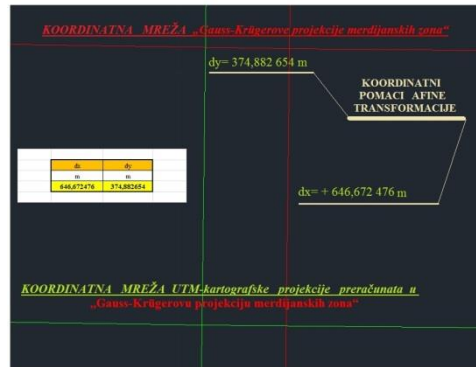 KOORDINATNA MREŽA „Gauss-Krügerove projekcije merdijanskih zona“
dy= 374,882 654 m
KOORDINATNI
POMACI AFINE
TRANSFORMACIJE
dx dy
m m
646,672476 374,882654
dx= + 646,672 476 m
KOORDINATNA MREŽA UTM-kartografske projekcije preračunata u
„Gauss-Krügerovu projekciju merdijanskih zona“